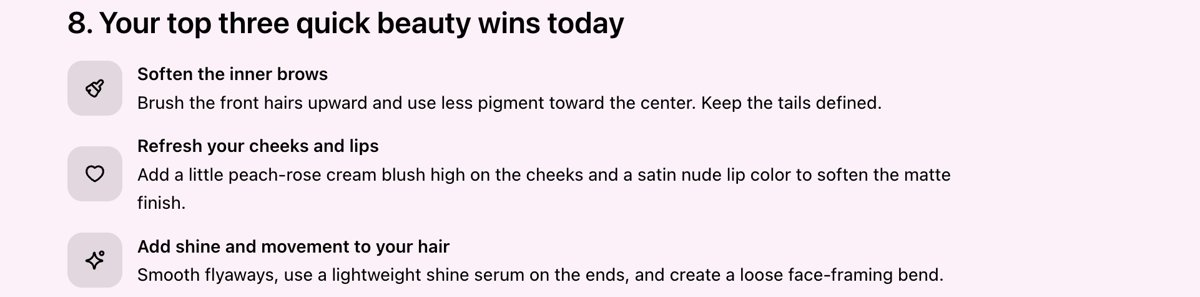 8. Your top three quick beauty wins today
Soften the inner brows
Brush the front hairs upward and use less pigment toward the center. Keep the tails defined.
Refresh your cheeks and lips
Add a little peach-rose cream blush high on the cheeks and a satin nude lip color to soften the matte
finish.
Add shine and movement to your hair
Smooth flyaways, use a lightweight shine serum on the ends, and create a loose face-framing bend.